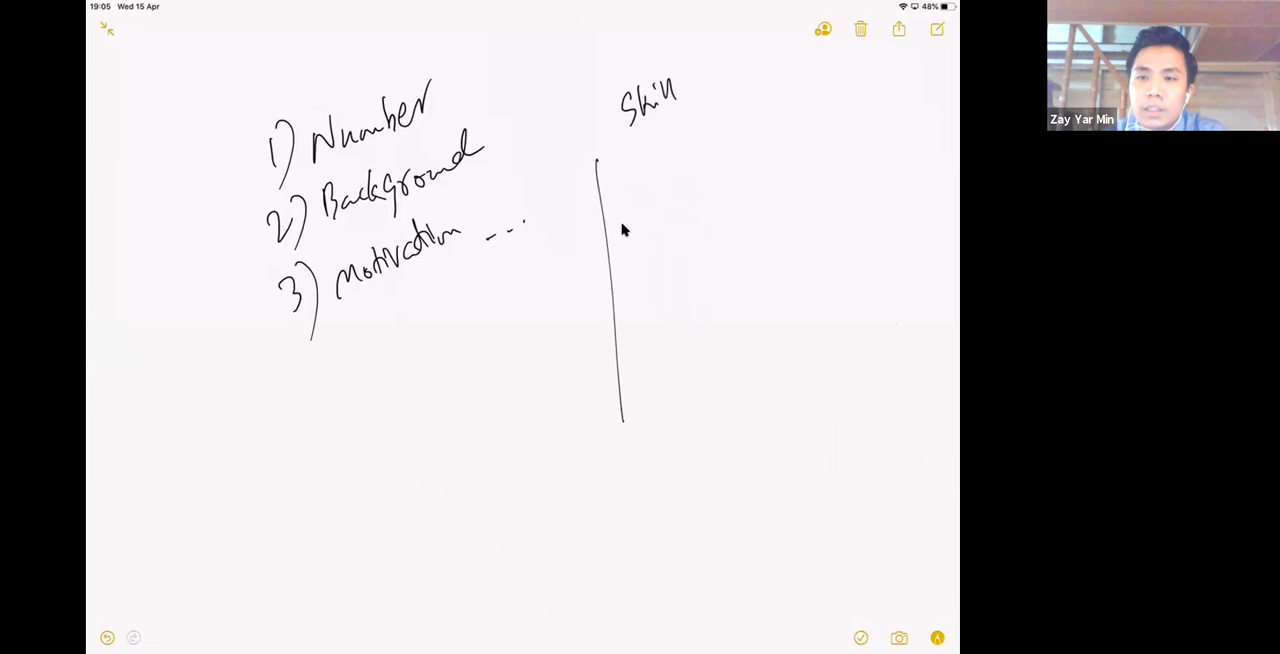 19:05 Wed 15 Apr 48%
1) Number
2) Background
3) Motivation ---
Skill
Zay Yar Min